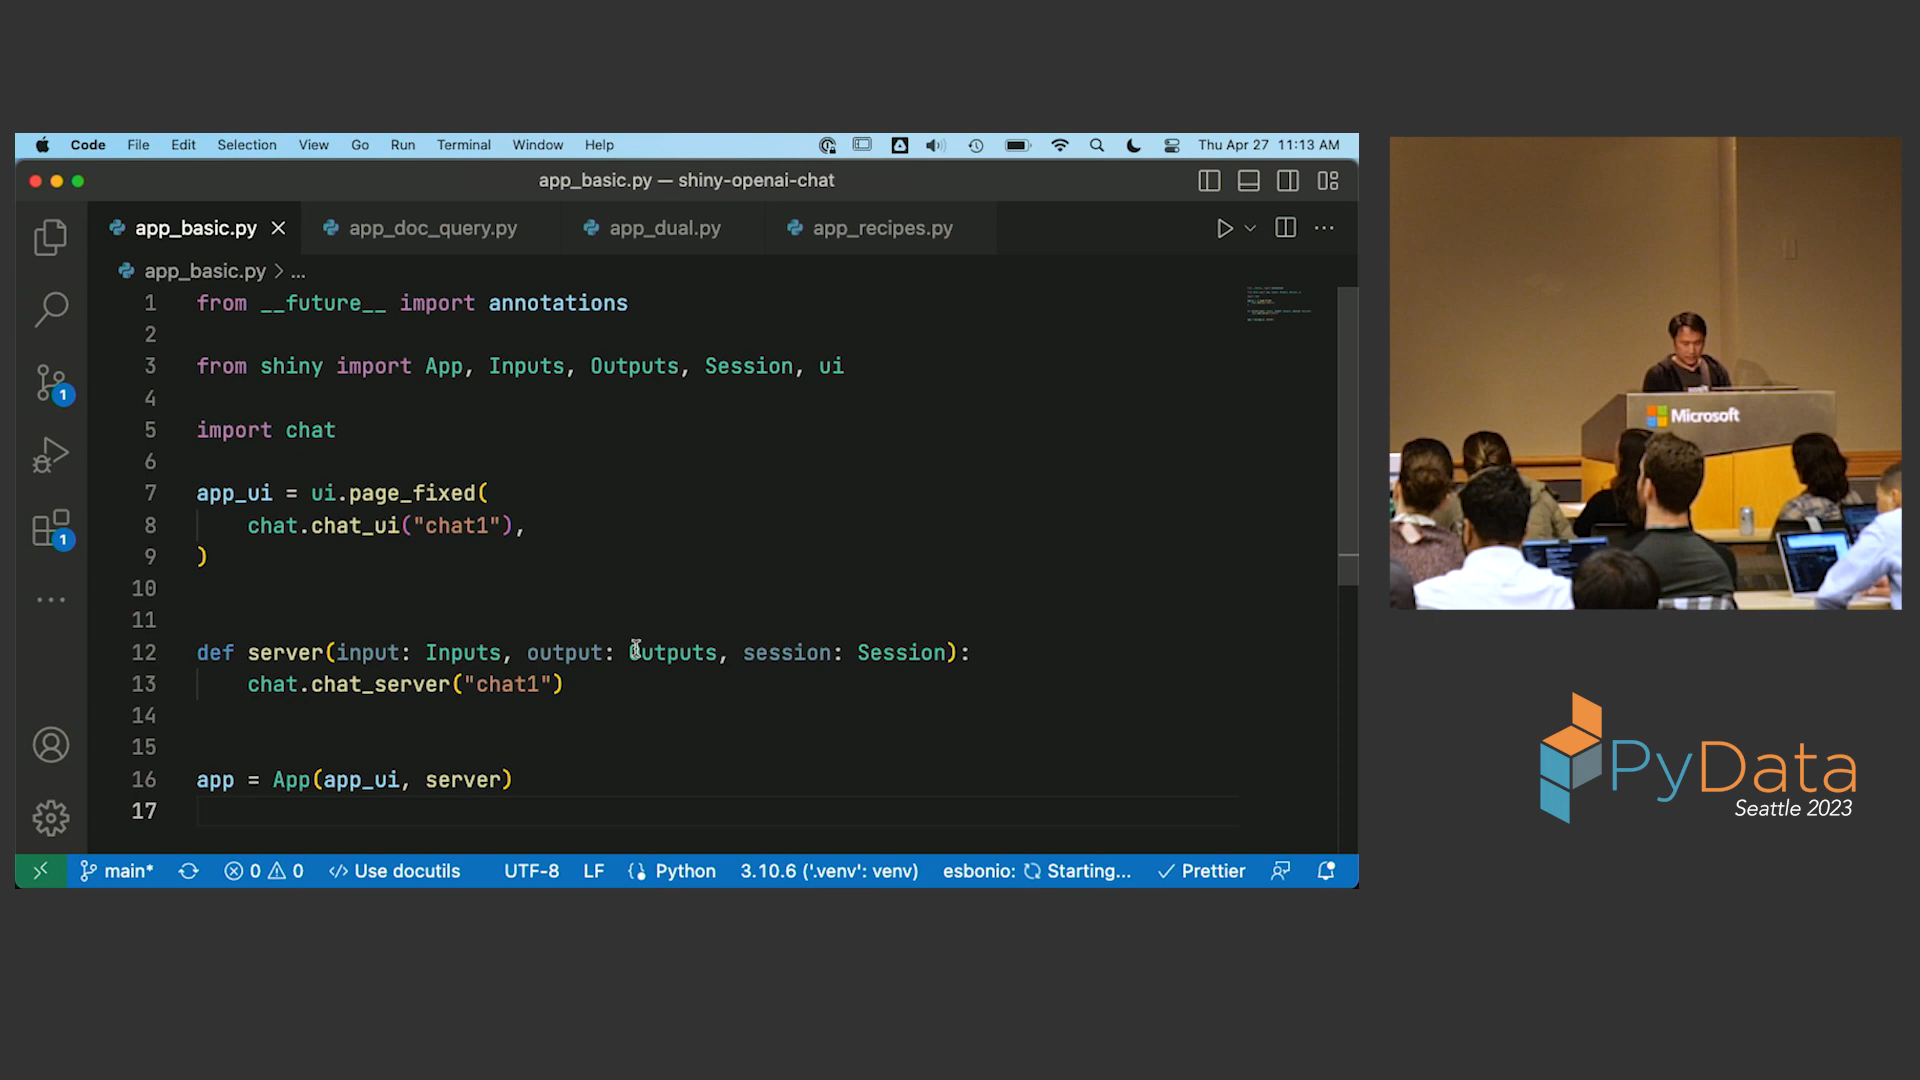 Code File Edit Selection View Go Run Terminal Window Help Thu Apr 27 11:13 AM
app_basic.py — shiny-openai-chat
app_basic.py app_doc_query.py app_dual.py app_recipes.py
app_basic.py > ...
1 from __future__ import annotations
2
3 from shiny import App, Inputs, Outputs, Session, ui
4
5 import chat
6
7 app_ui = ui.page_fixed(
8 chat.chat_ui("chat1"),
9 )
10
11
12 def server(input: Inputs, output: Outputs, session: Session):
13 chat.chat_server("chat1")
14
15
16 app = App(app_ui, server)
17
1
1
main* 0 0 Use docutils UTF-8 LF Python 3.10.6 ('.venv': venv) esbonio: Starting... Prettier
Microsoft
PyData
Seattle 2023